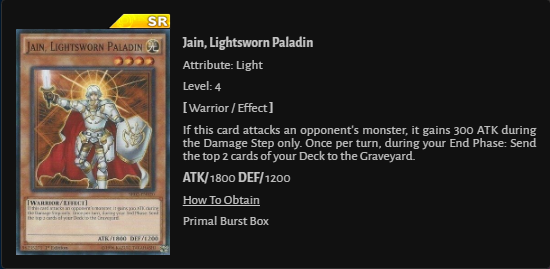 SR
JAIN, LIGHTSWORN PALADIN
[WARRIOR/EFFECT]
ATK/1800 DEF/1200
Jain, Lightsworn Paladin
Attribute: Light
Level: 4
[ Warrior / Effect ]
If this card attacks an opponent's monster, it gains 300 ATK during
the Damage Step only. Once per turn, during your End Phase: Send
the top 2 cards of your Deck to the Graveyard.
ATK/1800 DEF/1200
How To Obtain
Primal Burst Box